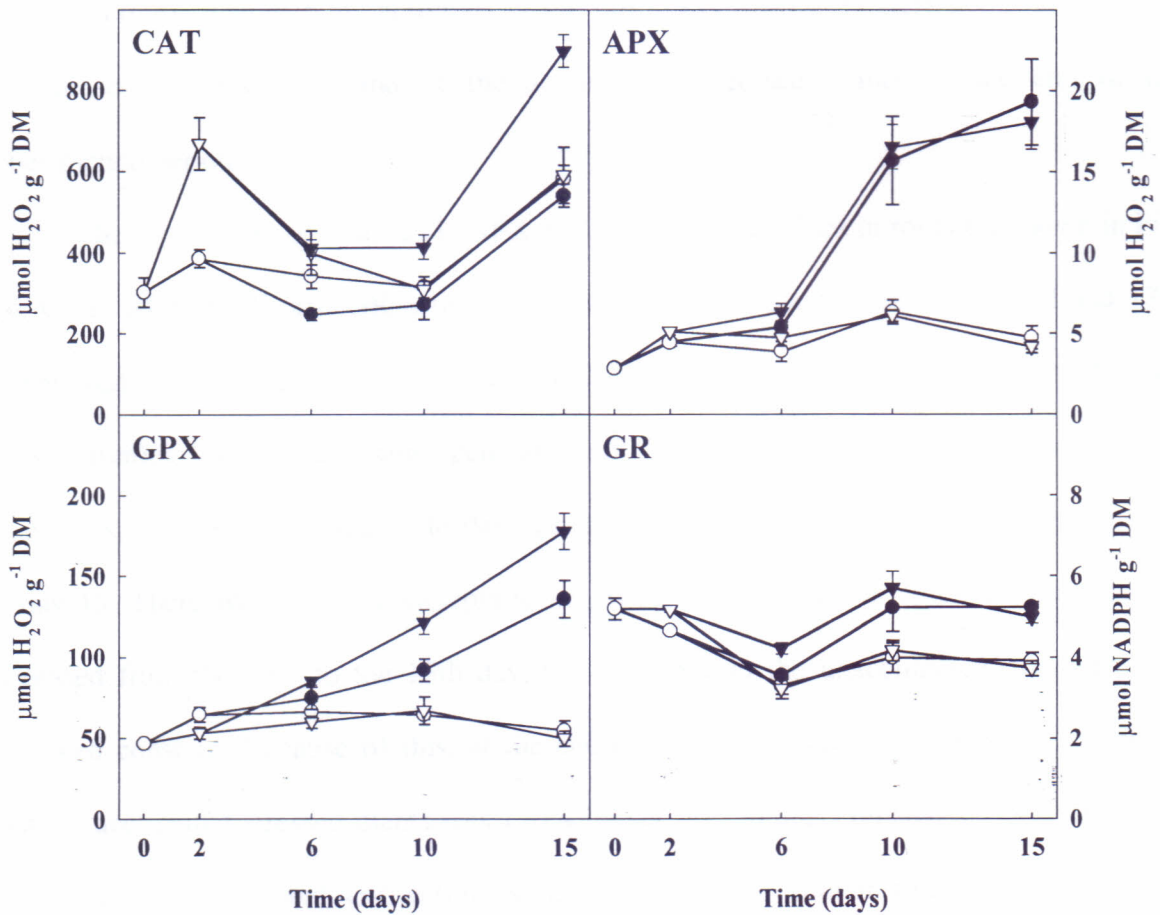 CAT
APX
800
600
400
200
0
μmol H₂O₂ g⁻¹ DM
20
15
10
5
0
μmol H₂O₂ g⁻¹ DM
GPX
GR
200
150
100
50
0
μmol H₂O₂ g⁻¹ DM
8
6
4
2
0
μmol NADPH g⁻¹ DM
0 2 6 10 15
0 2 6 10 15
Time (days)
Time (days)